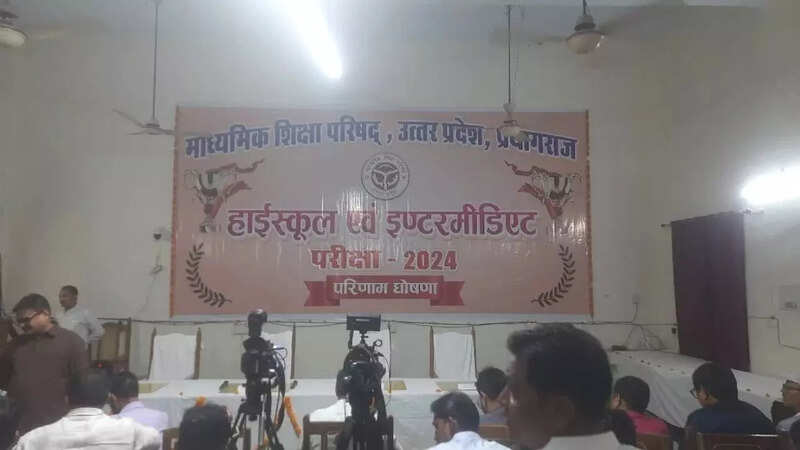 माध्यमिक शिक्षा परिषद्, उत्तर प्रदेश, प्रयागराज
हाईस्कूल एवं इण्टरमीडिएट
परीक्षा - 2024
परिणाम घोषणा